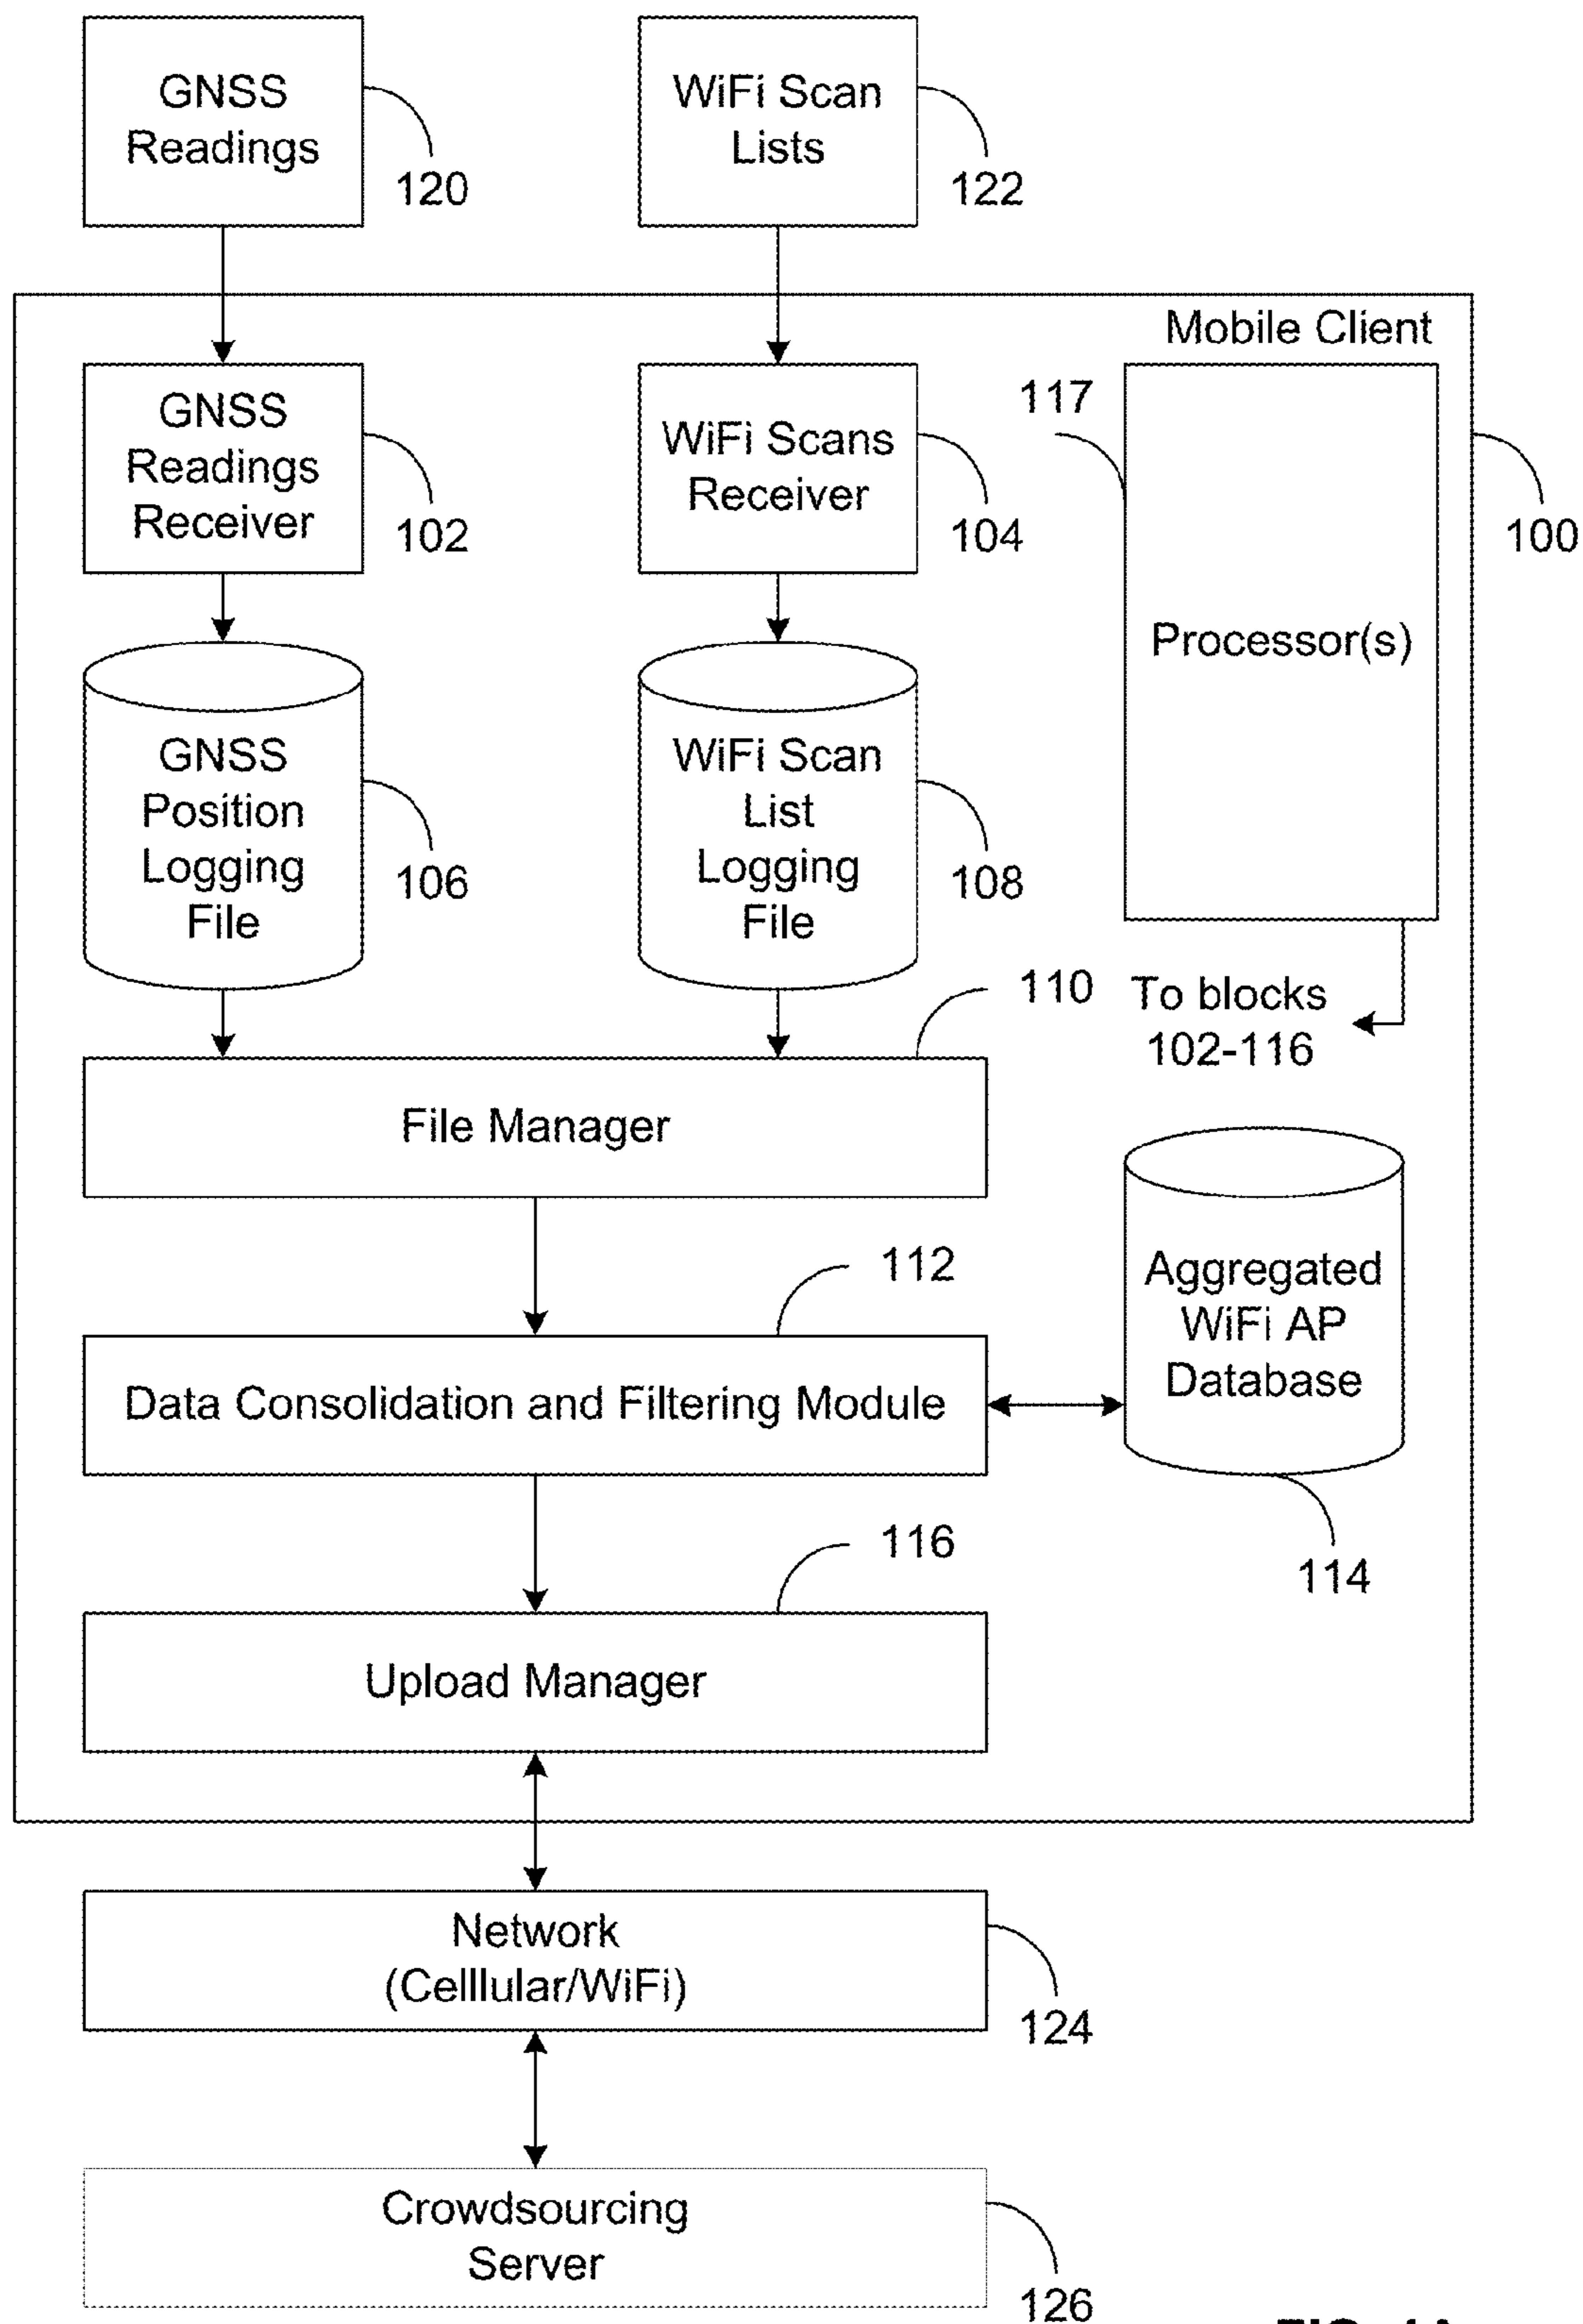 GNSS
Readings
120
WiFi Scan
Lists
122
Mobile Client
GNSS
Readings
Receiver
102
WiFi Scans
Receiver
104
117
Processor(s)
100
GNSS
Position
Logging
File
106
WiFi Scan
List
Logging
File
108
To blocks
102-116
110
File Manager
112
Data Consolidation and Filtering Module
Aggregated
WiFi AP
Database
114
116
Upload Manager
Network
(Celllular/WiFi)
124
Crowdsourcing
Server
126